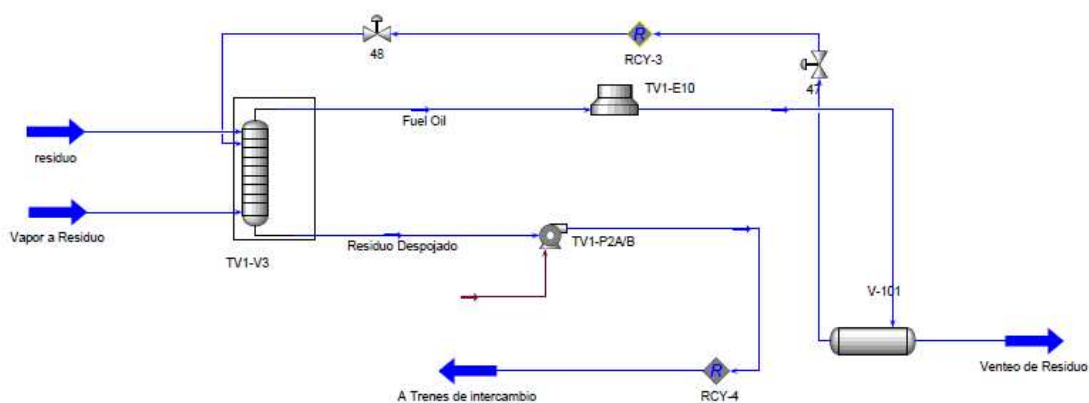 48
R
RCY-3
47
TV1-E10
Fuel Oil
residuo
Vapor a Residuo
TV1-V3
Residuo Despojado
TV1-P2A/B
V-101
Venteo de Residuo
A Trenes de intercambio
R
RCY-4